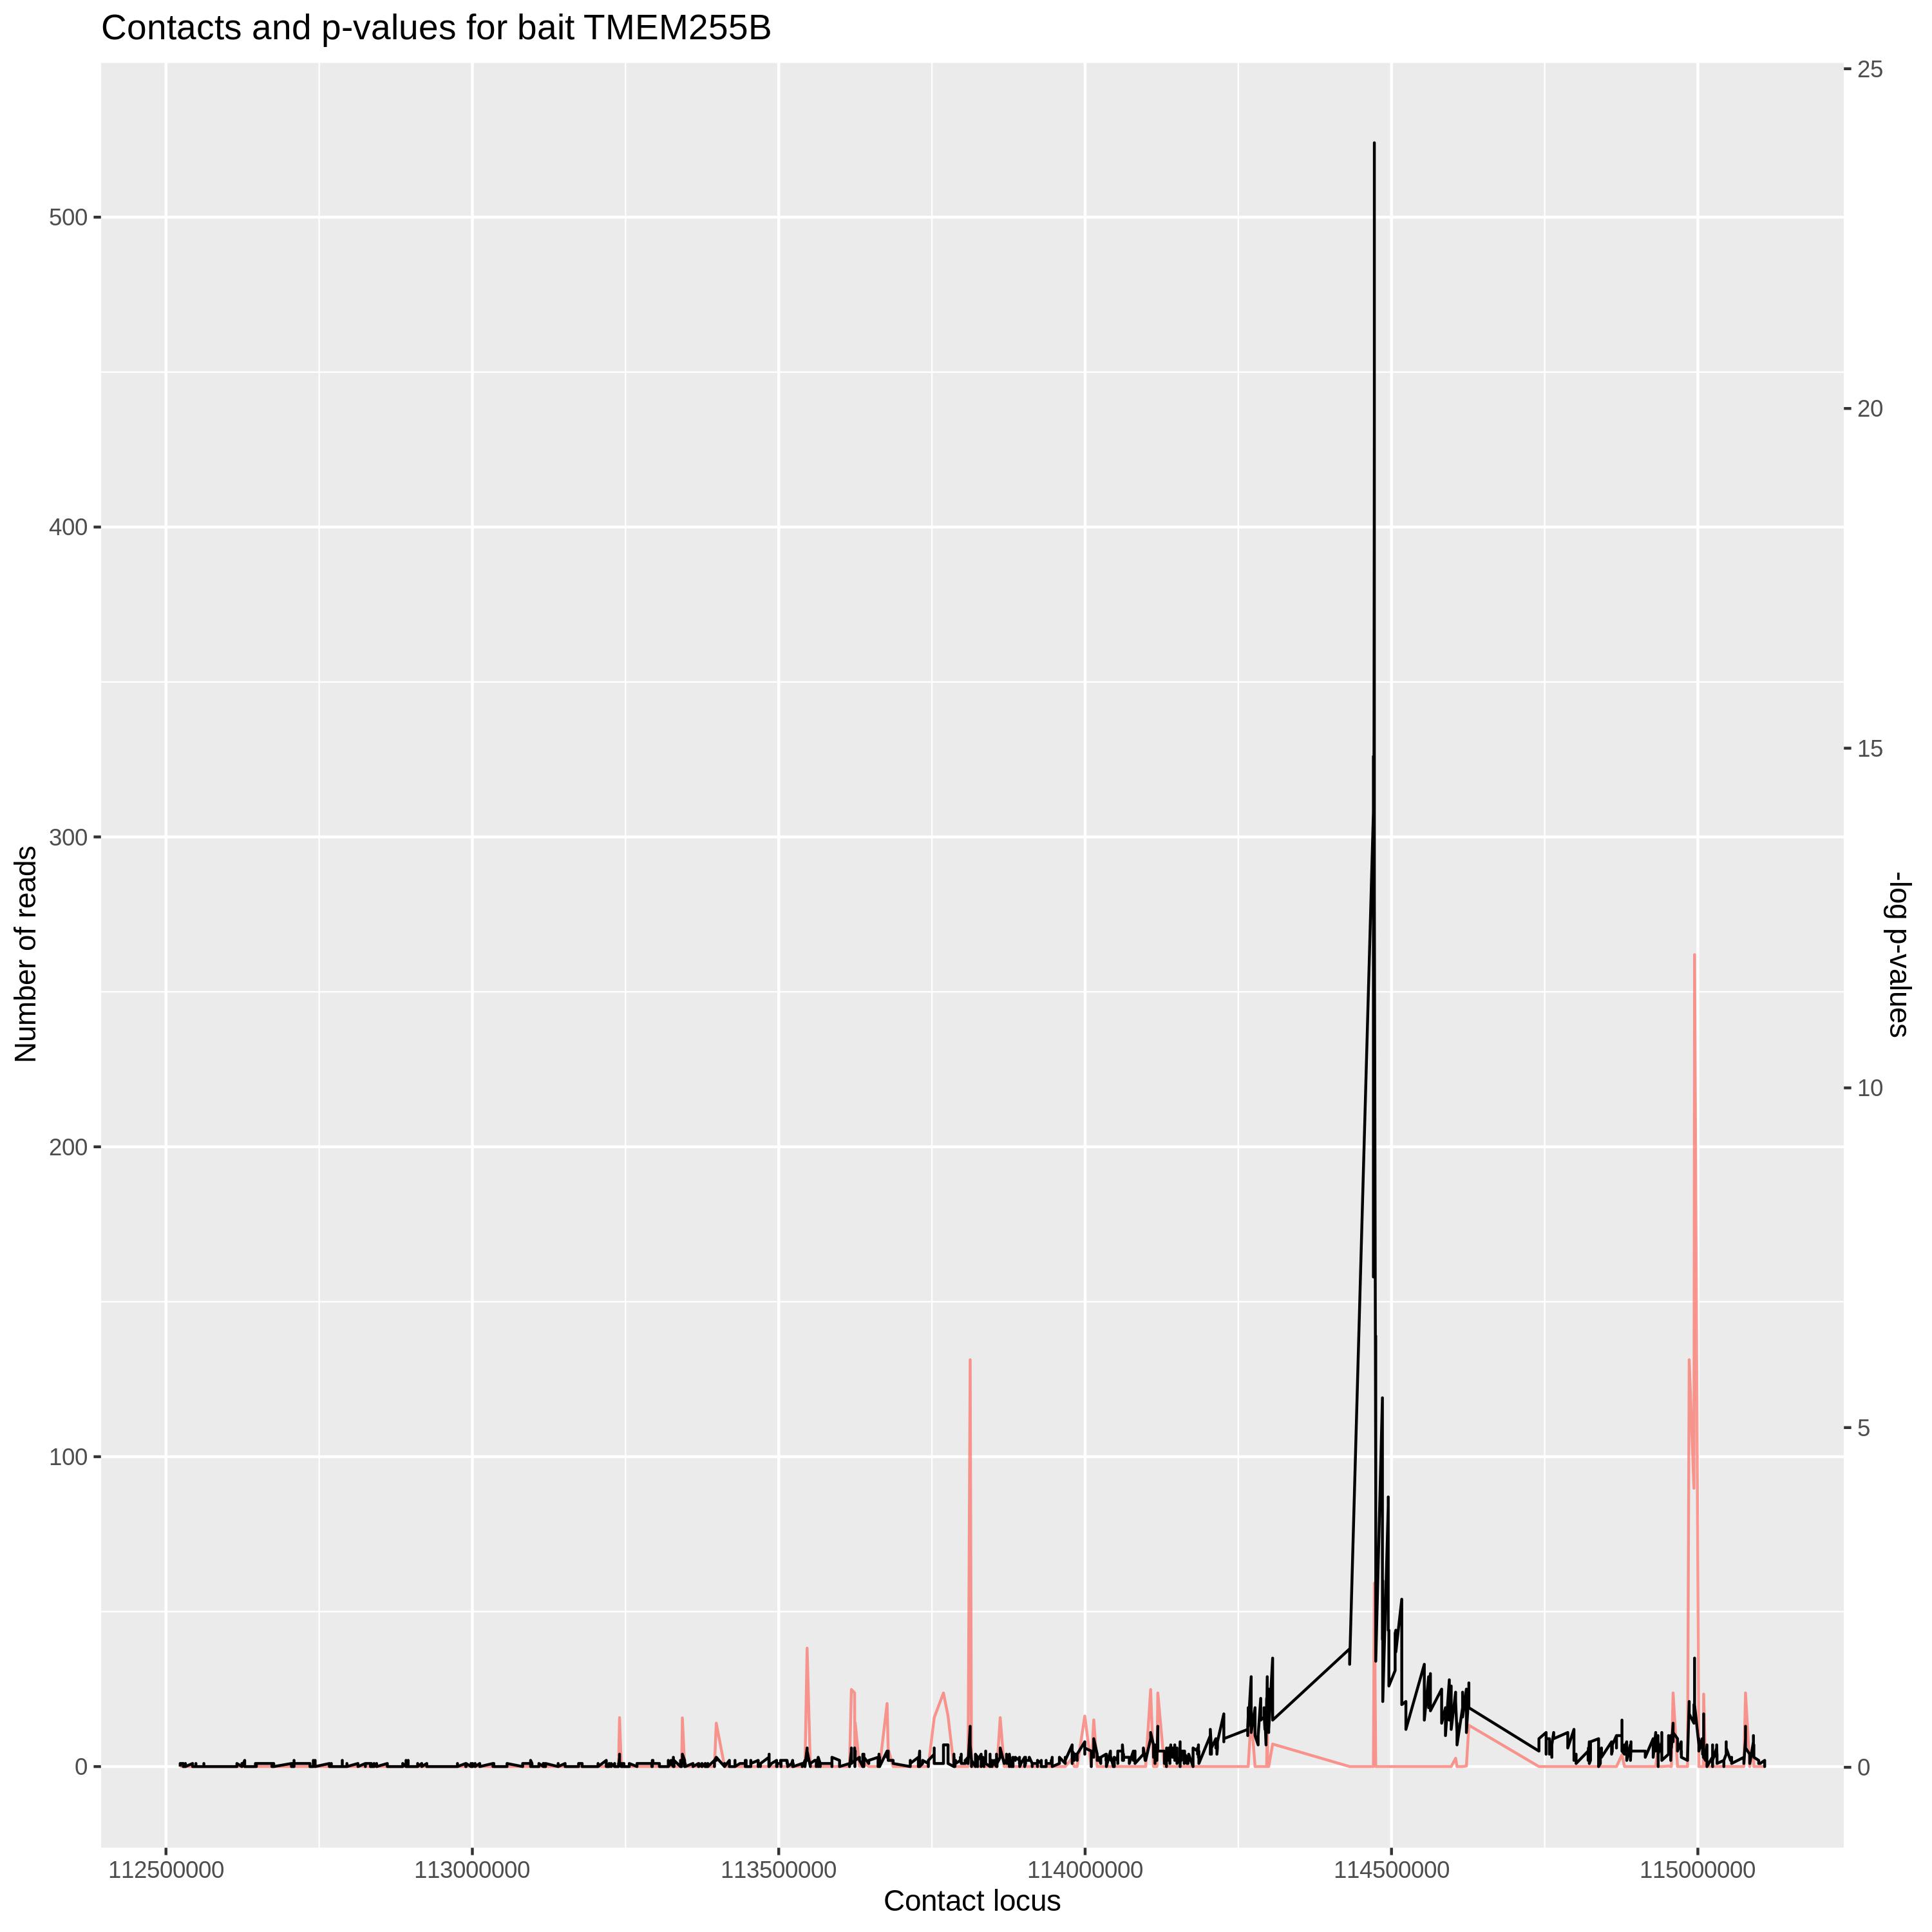 Contacts and p-values for bait TMEM255B
25
500
20
400
15
300
Number of reads
-log p-values
10
200
5
100
0
0
112500000 113000000 113500000 114000000 114500000 115000000
Contact locus